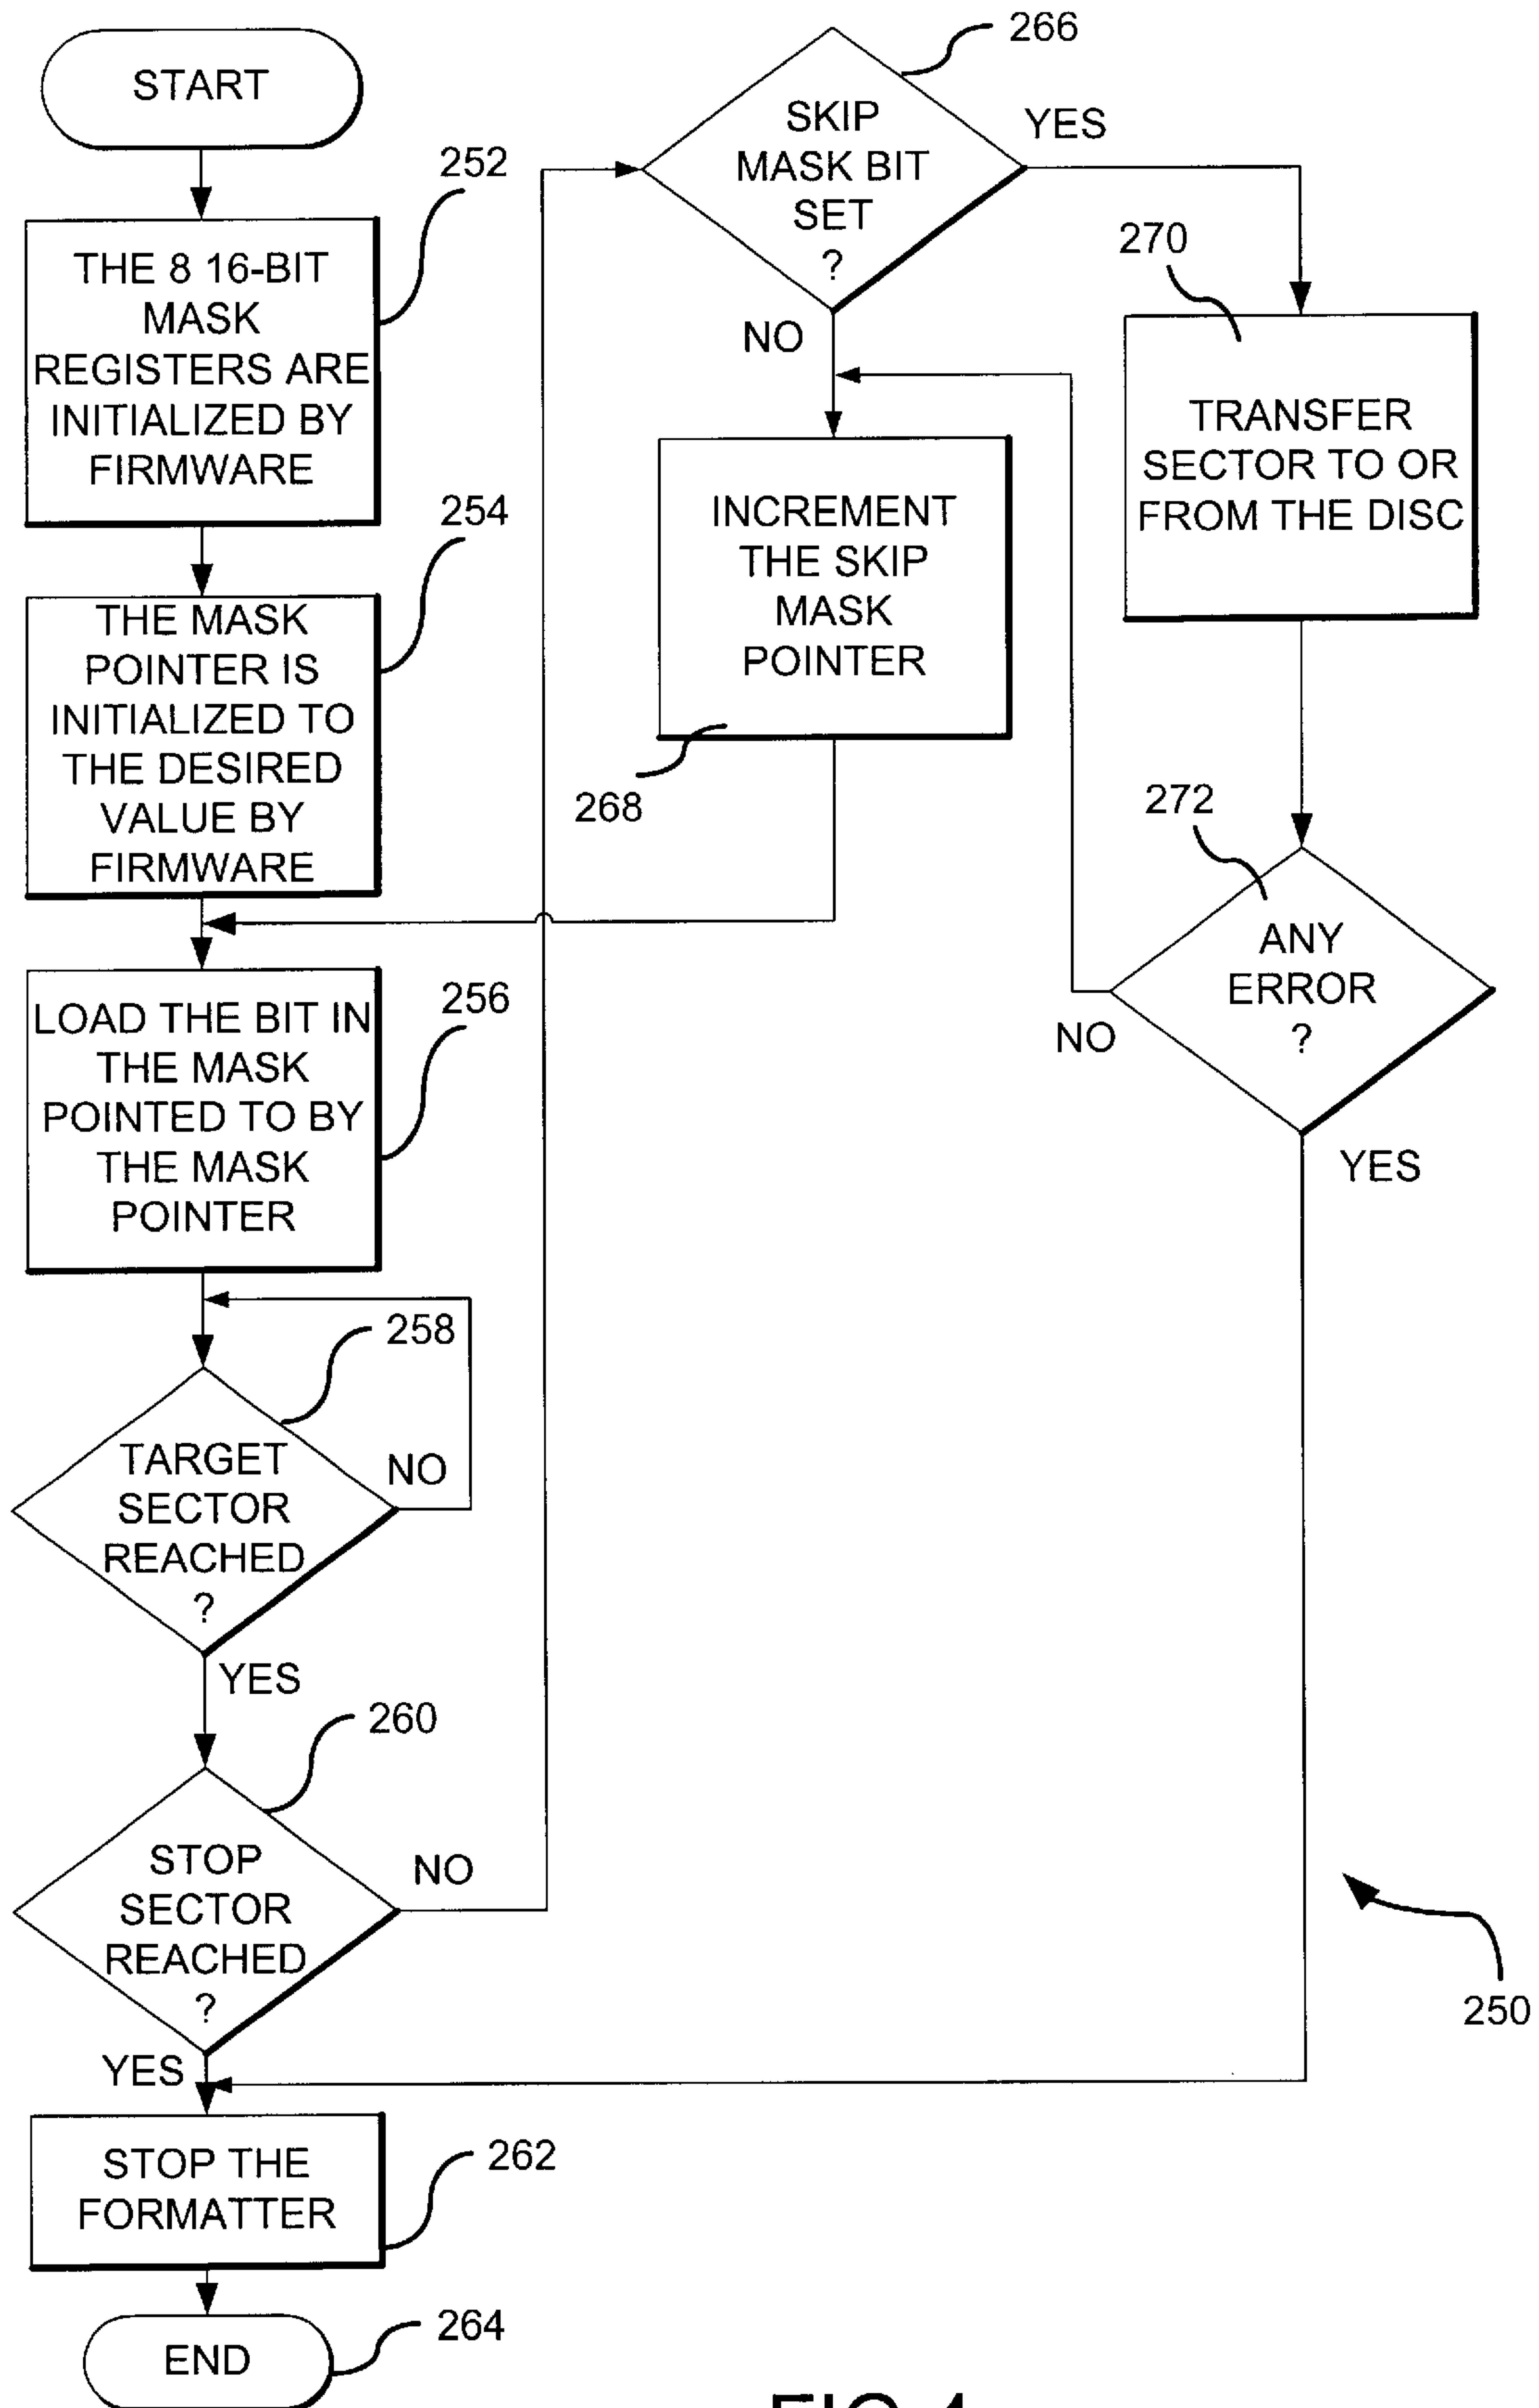 START
252
THE 8 16-BIT
MASK
REGISTERS ARE
INITIALIZED BY
FIRMWARE
254
THE MASK
POINTER IS
INITIALIZED TO
THE DESIRED
VALUE BY
FIRMWARE
256
LOAD THE BIT IN
THE MASK
POINTED TO BY
THE MASK
POINTER
258
TARGET
SECTOR
REACHED
?
NO
YES
260
STOP
SECTOR
REACHED
?
NO
YES
262
STOP THE
FORMATTER
END
264
266
SKIP
MASK BIT
SET
?
YES
NO
INCREMENT
THE SKIP
MASK
POINTER
268
270
TRANSFER
SECTOR TO OR
FROM THE DISC
272
ANY
ERROR
?
NO
YES
250
FIG.4